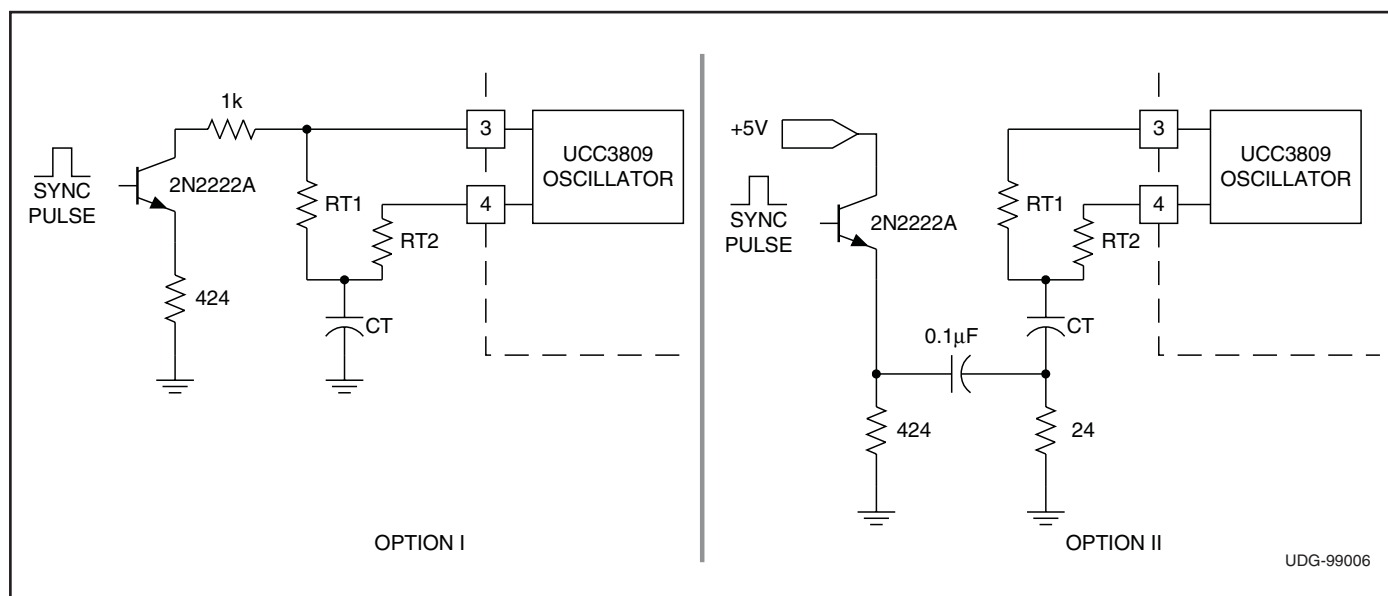 1k
3
UCC3809
OSCILLATOR
SYNC
PULSE
2N2222A
RT1
4
RT2
424
CT
OPTION I
+5V
3
UCC3809
OSCILLATOR
SYNC
PULSE
2N2222A
RT1
4
RT2
CT
0.1μF
424
24
OPTION II
UDG-99006